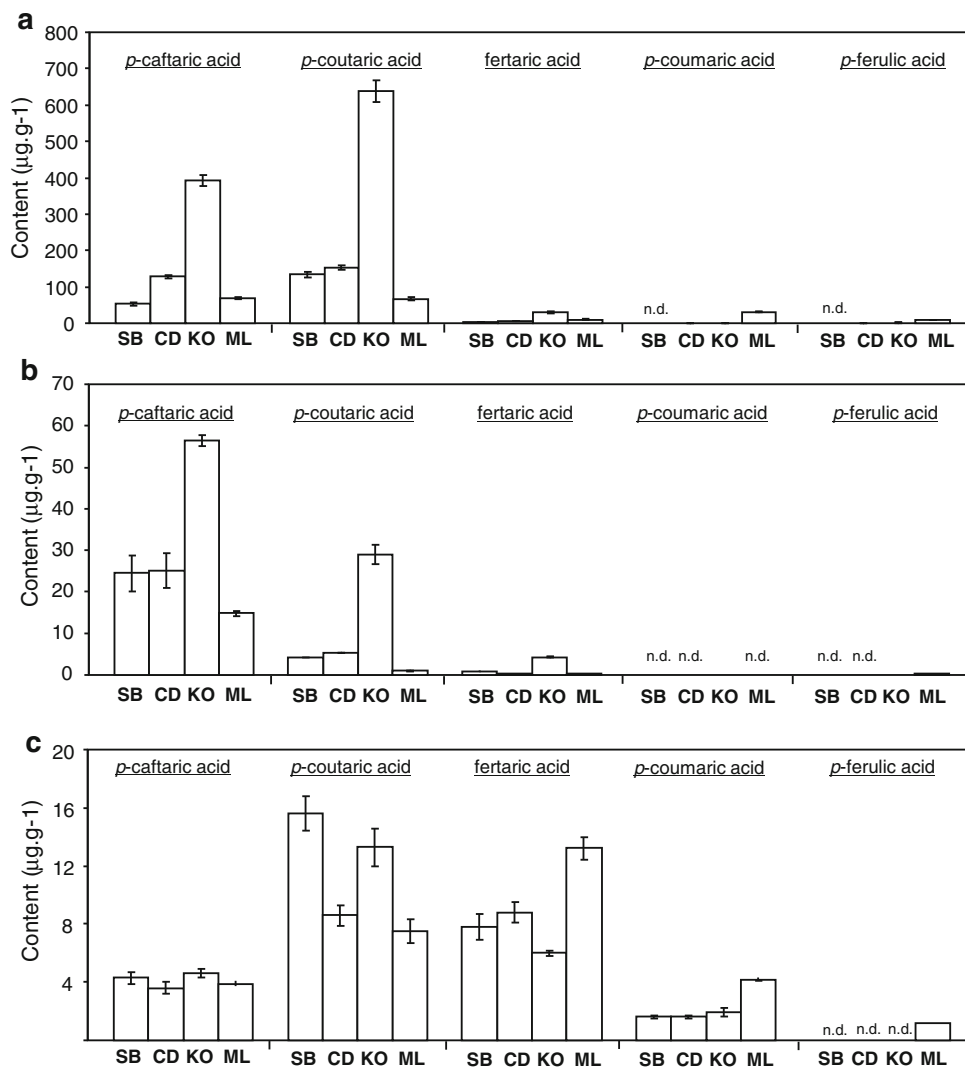 a
800
700
600
500
400
300
200
100
0
Content (µg.g-1)
p-caftaric acid p-coutaric acid fertaric acid p-coumaric acid p-ferulic acid
n.d. n.d.
SB CD KO ML SB CD KO ML SB CD KO ML SB CD KO ML SB CD KO ML
b
70
60
50
40
30
20
10
0
Content (µg.g-1)
p-caftaric acid p-coutaric acid fertaric acid p-coumaric acid p-ferulic acid
n.d. n.d. n.d. n.d. n.d.
SB CD KO ML SB CD KO ML SB CD KO ML SB CD KO ML SB CD KO ML
c
20
16
12
8
4
Content (µg.g-1)
p-caftaric acid p-coutaric acid fertaric acid p-coumaric acid p-ferulic acid
n.d. n.d. n.d.
SB CD KO ML SB CD KO ML SB CD KO ML SB CD KO ML SB CD KO ML